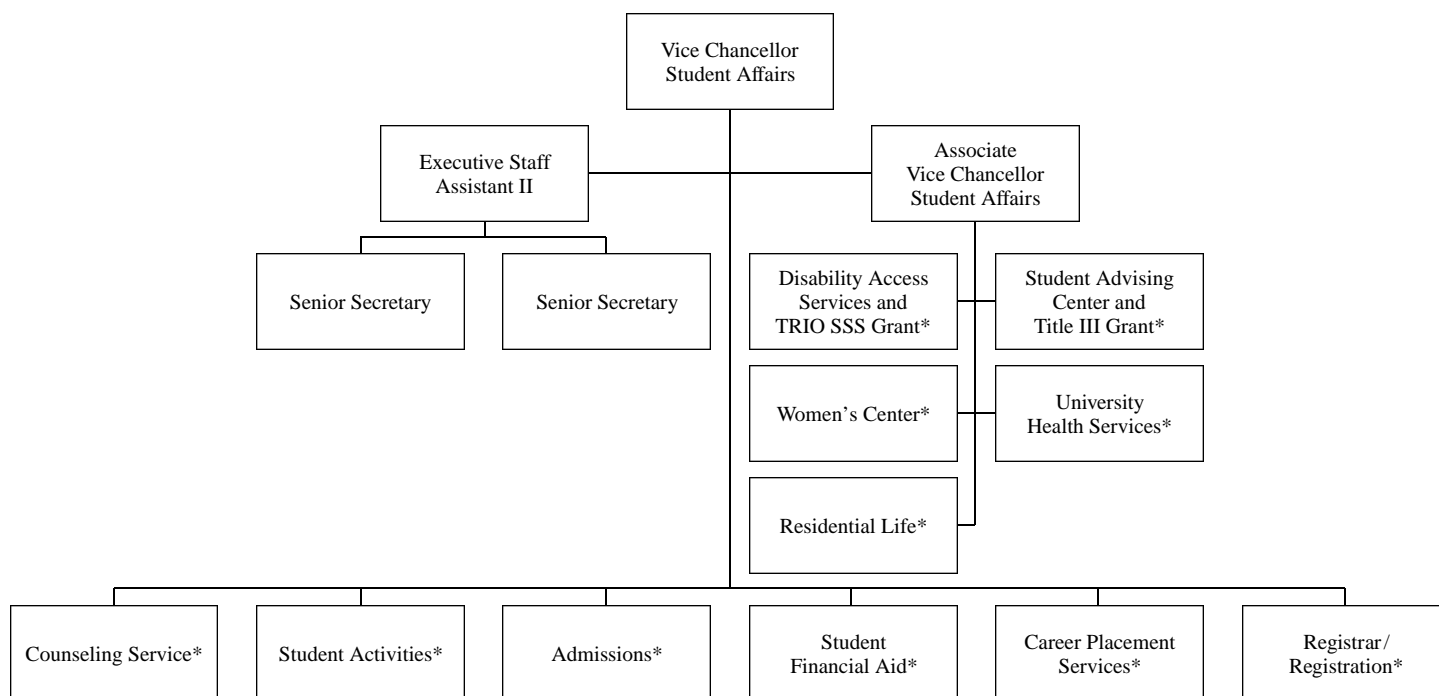 Vice Chancellor
Student Affairs
Executive Staff
Assistant II
Associate
Vice Chancellor
Student Affairs
Senior Secretary
Senior Secretary
Disability Access
Services and
TRIO SSS Grant*
Student Advising
Center and
Title III Grant*
Women’s Center*
University
Health Services*
Residential Life*
Counseling Service*
Student Activities*
Admissions*
Student
Financial Aid*
Career Placement
Services*
Registrar/
Registration*